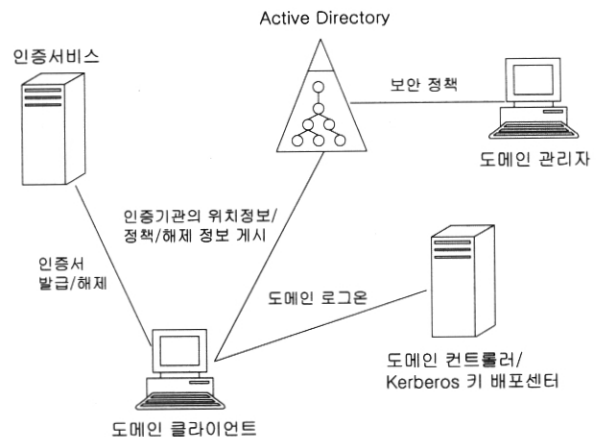 Active Directory
인증서비스
보안 정책
도메인 관리자
인증기관의 위치정보/
정책/해제 정보 게시
인증서
발급/해제
도메인 로그온
도메인 컨트롤러/
Kerberos 키 배포센터
도메인 클라이언트